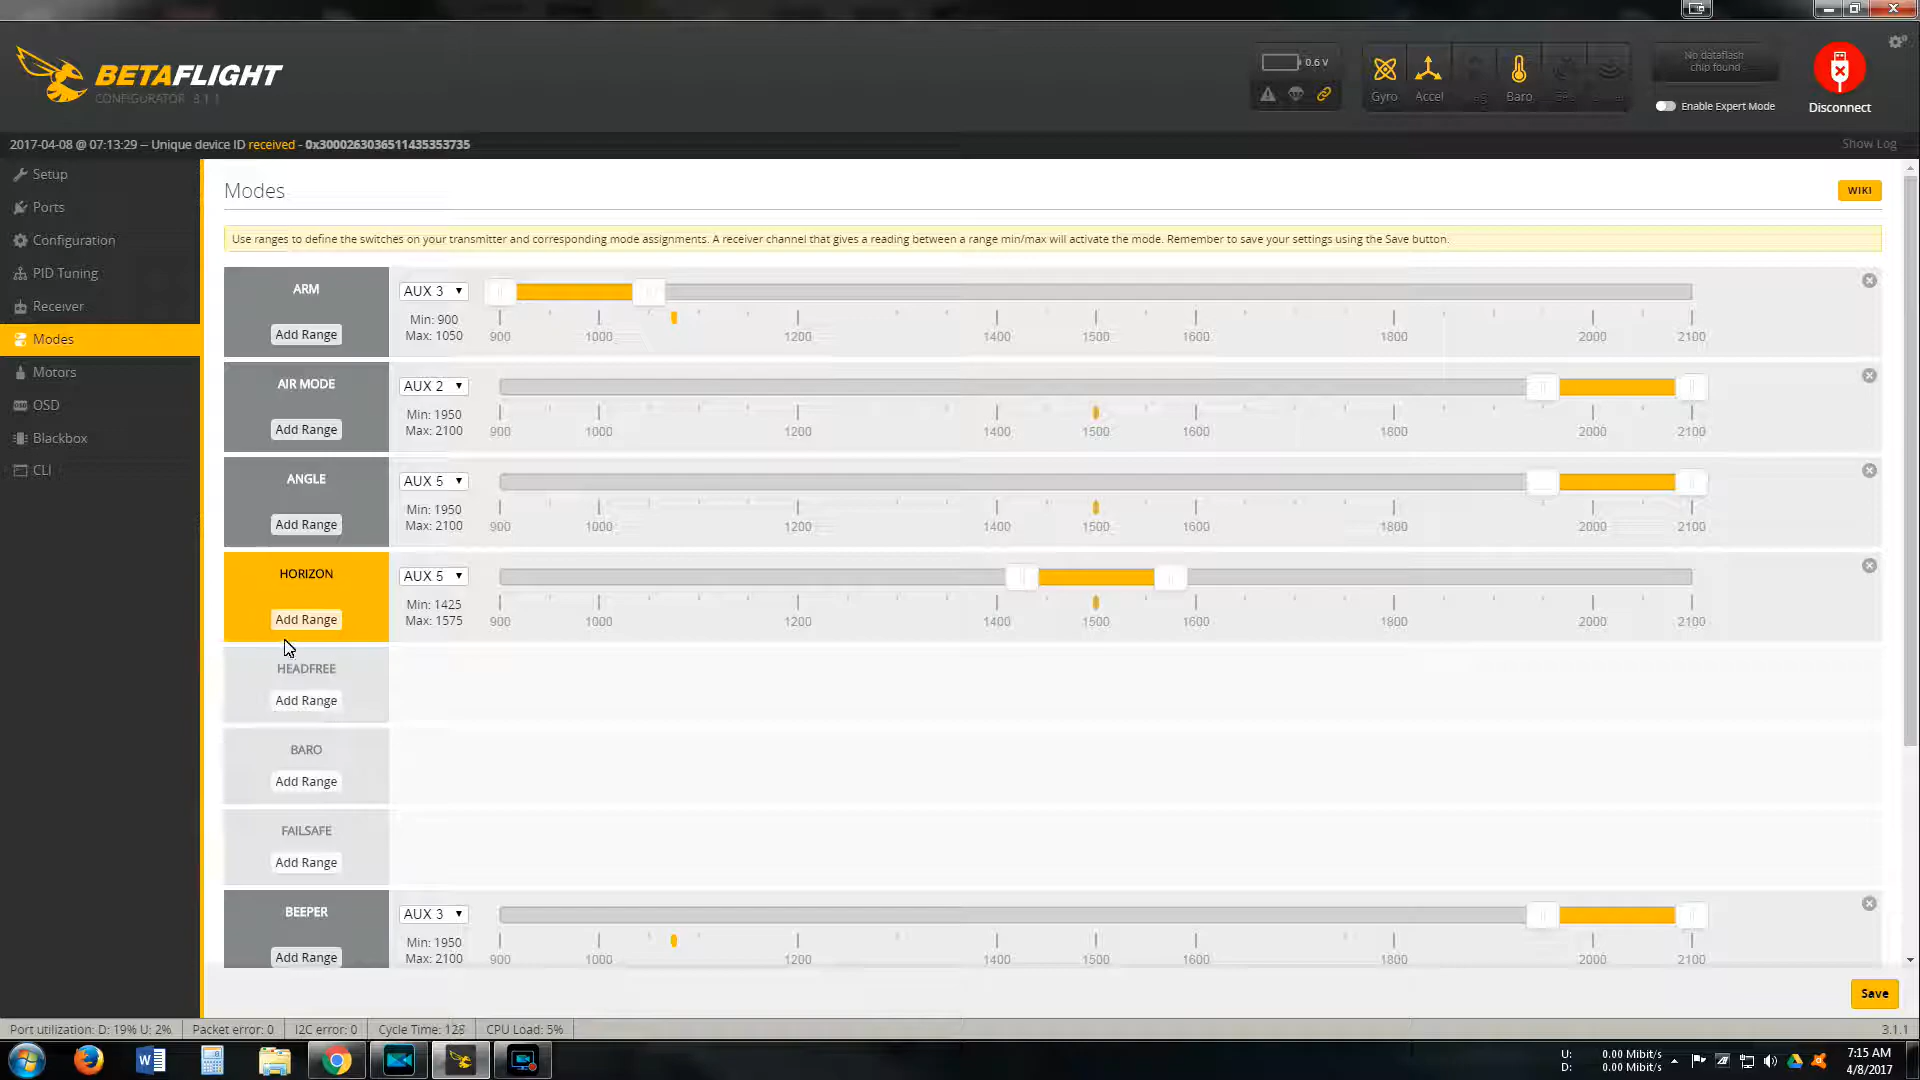 BETAFLIGHT
CONFIGURATOR 3.1.1
0.6 V
Gyro
Accel
Baro
No dataflash
chip found
Enable Expert Mode
Disconnect
2017-04-08 @ 07:13:29 -- Unique device ID received - 0x3000263036511435353735
Show Log
Setup
Ports
Configuration
PID Tuning
Receiver
Modes
Motors
OSD
Blackbox
CLI
Modes
WIKI
Use ranges to define the switches on your transmitter and corresponding mode assignments. A receiver channel that gives a reading between a range min/max will activate the mode. Remember to save your settings using the Save button.
ARM
Add Range
AUX 3
Min: 900
Max: 1050
900 1000 1200 1400 1500 1600 1800 2000 2100
AIR MODE
Add Range
AUX 2
Min: 1950
Max: 2100
900 1000 1200 1400 1500 1600 1800 2000 2100
ANGLE
Add Range
AUX 5
Min: 1950
Max: 2100
900 1000 1200 1400 1500 1600 1800 2000 2100
HORIZON
Add Range
AUX 5
Min: 1425
Max: 1575
900 1000 1200 1400 1500 1600 1800 2000 2100
HEADFREE
Add Range
BARO
Add Range
FAILSAFE
Add Range
BEEPER
Add Range
AUX 3
Min: 1950
Max: 2100
900 1000 1200 1400 1500 1600 1800 2000 2100
Save
Port utilization: D: 19% U: 2%
Packet error: 0
I2C error: 0
Cycle Time: 126
CPU Load: 5%
3.1.1
U: 0.00 Mibit/s
D: 0.00 Mibit/s
7:15 AM
4/8/2017